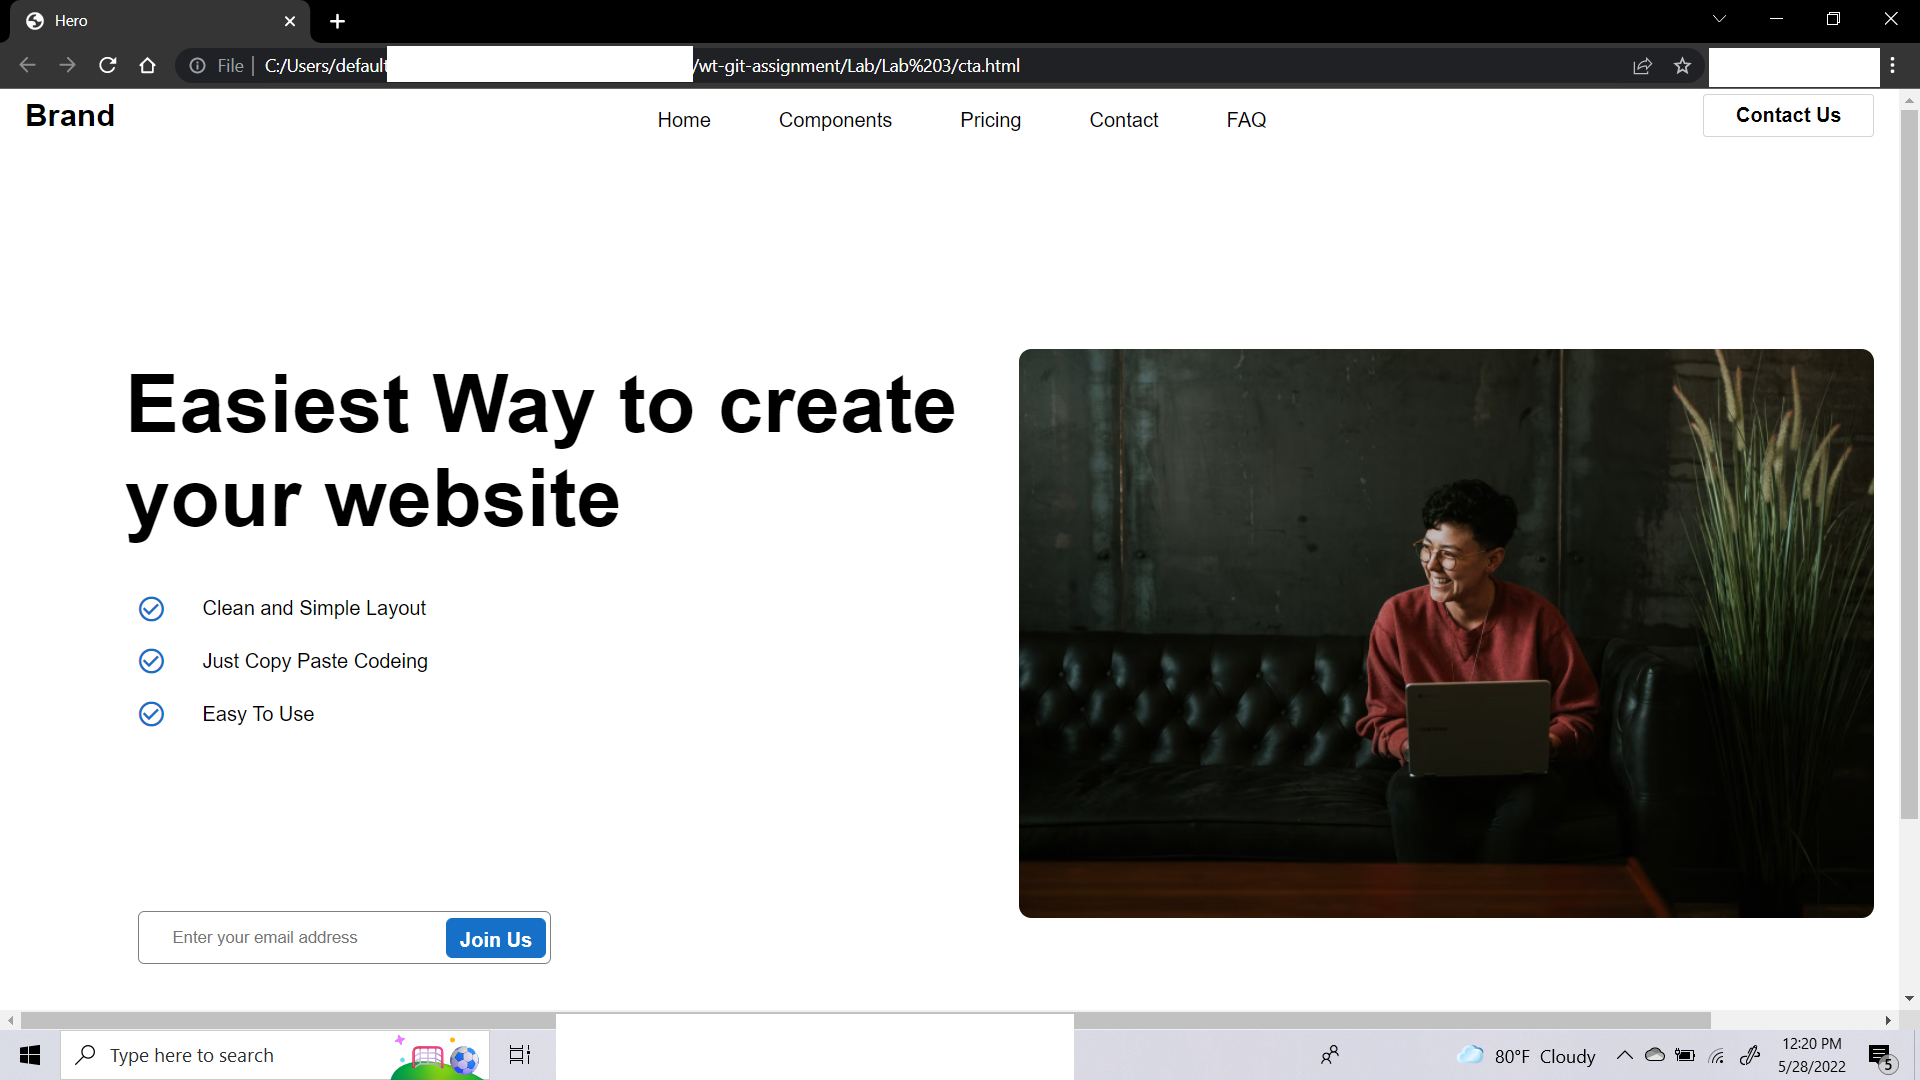 Hero
File
C:/Users/default
/wt-git-assignment/Lab/Lab%203/cta.html
Brand
Home
Components
Pricing
Contact
FAQ
Contact Us
Easiest Way to create
your website
Clean and Simple Layout
Just Copy Paste Codeing
Easy To Use
Enter your email address
Join Us
Type here to search
80°F Cloudy
12:20 PM
5/28/2022
5